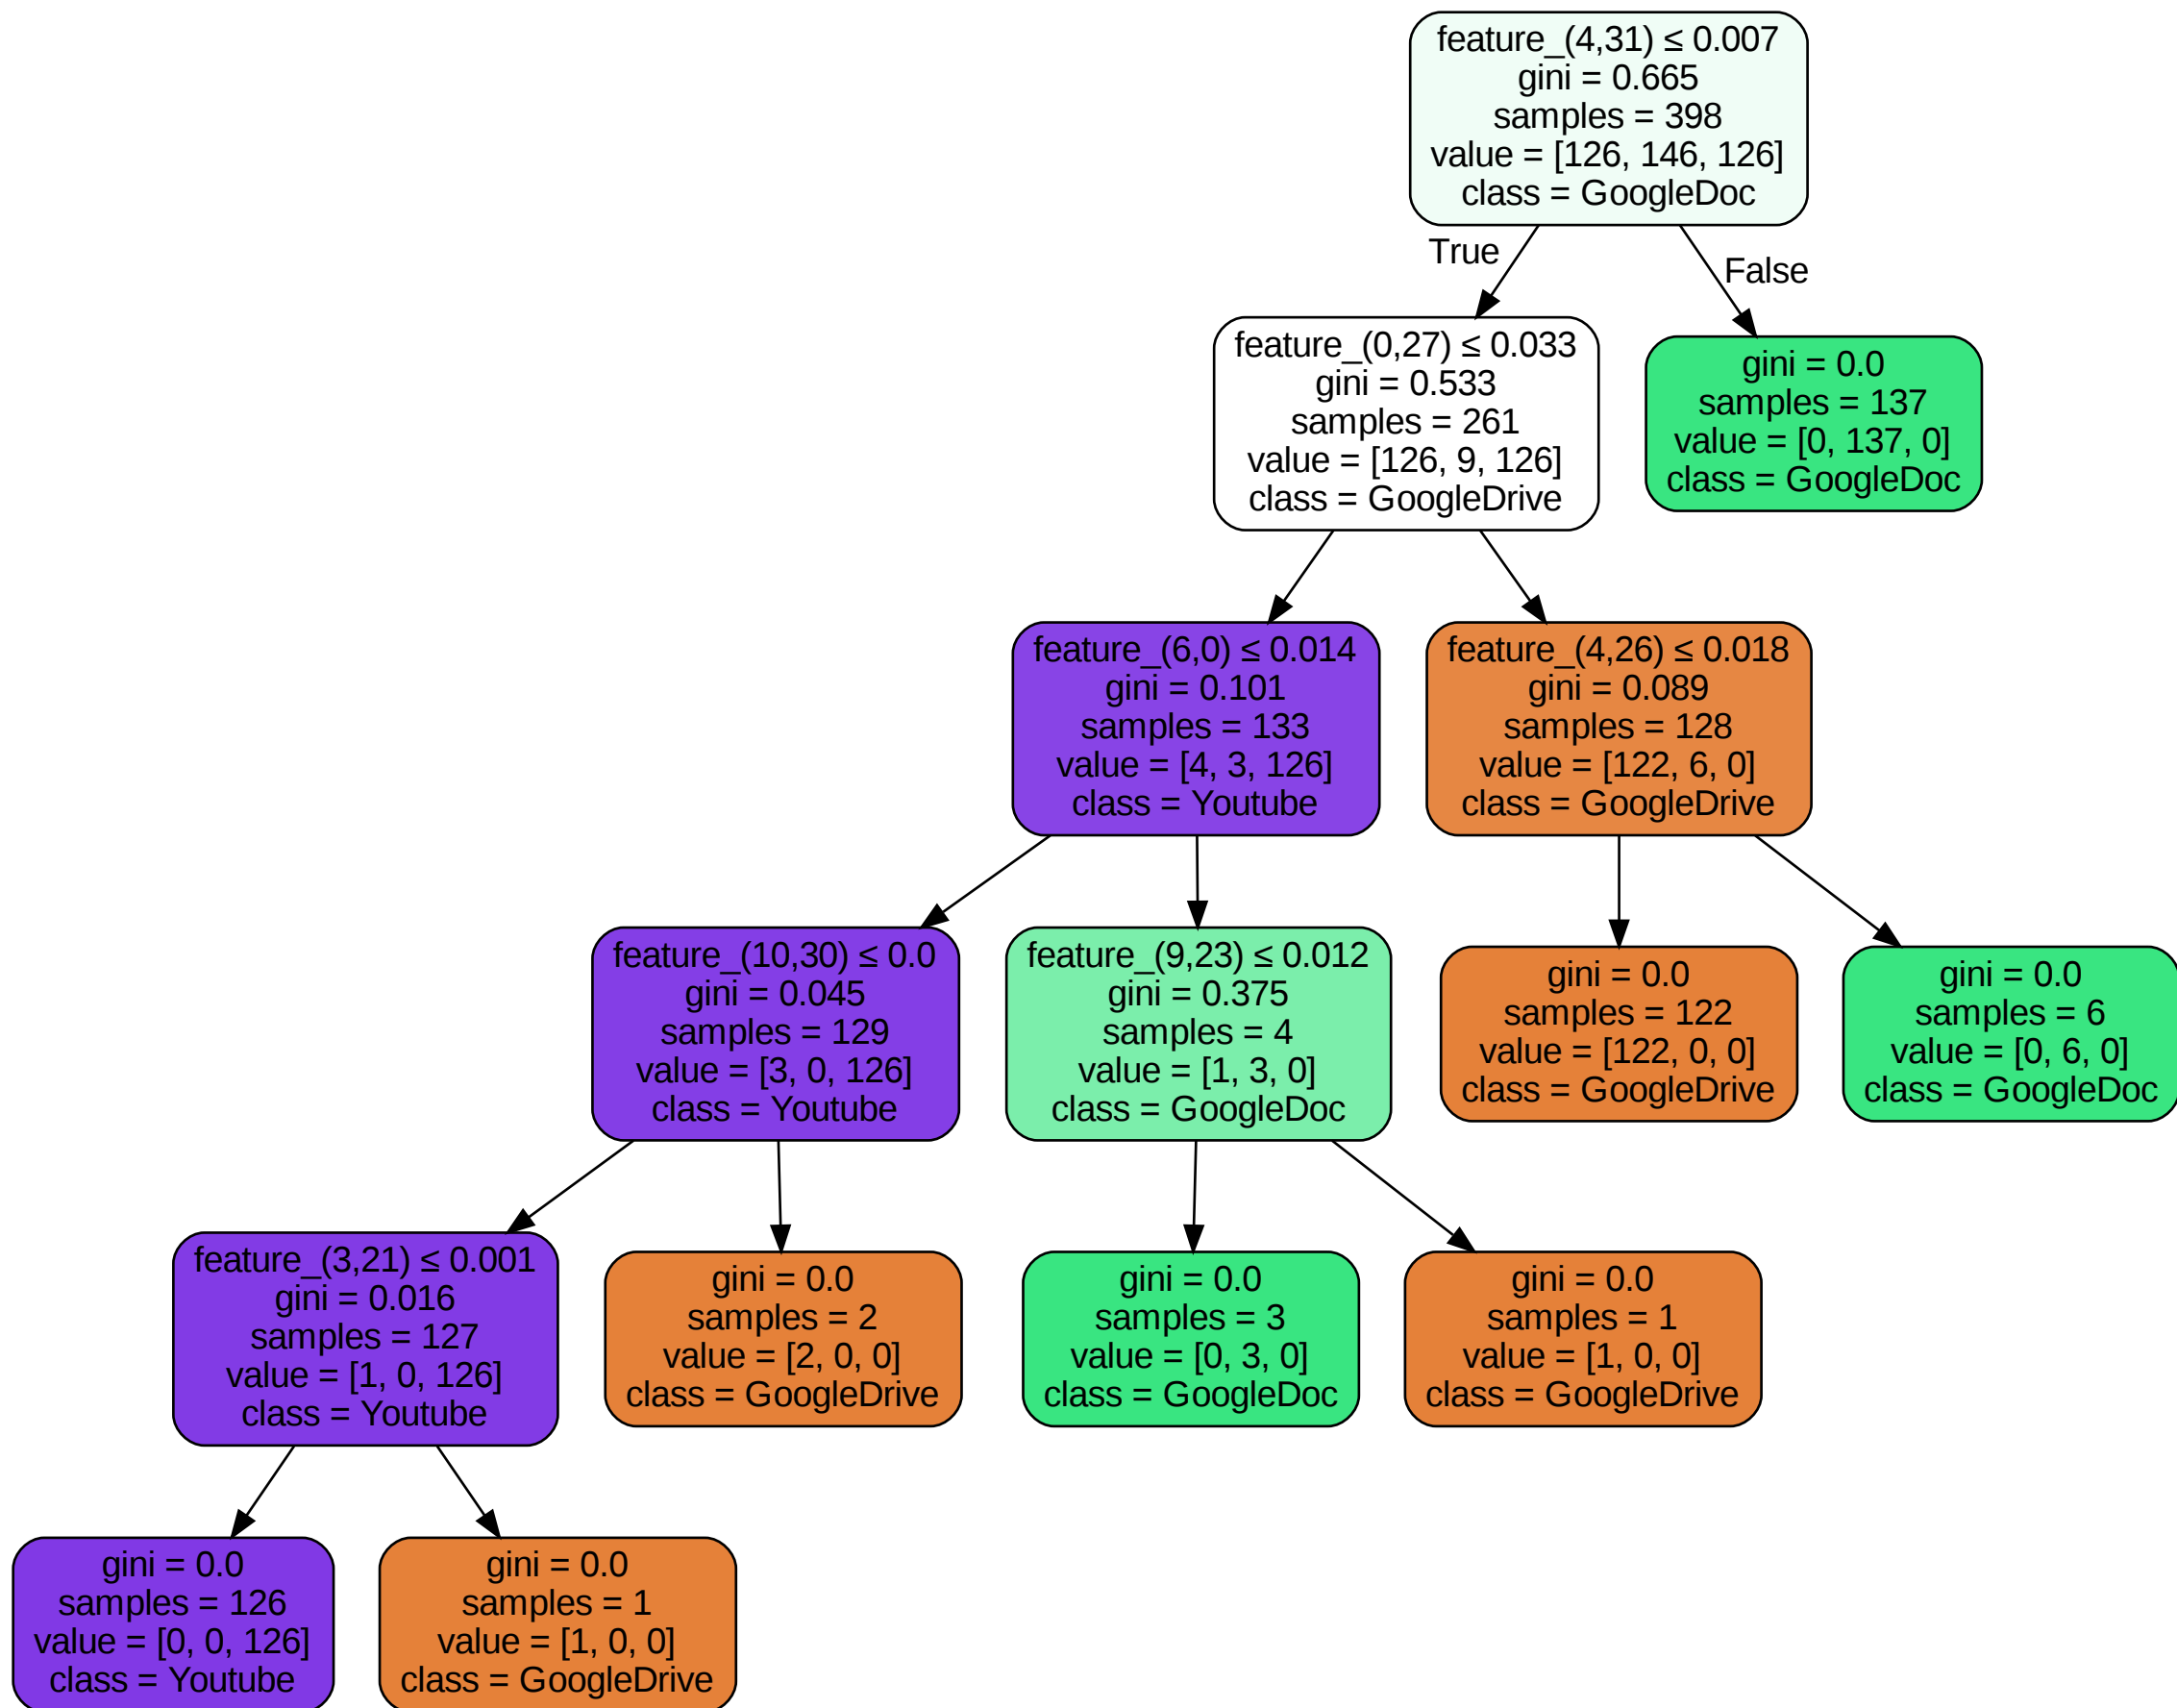 feature_(4,31) ≤ 0.007
gini = 0.665
samples = 398
value = [126, 146, 126]
class = GoogleDoc
True
False
feature_(0,27) ≤ 0.033
gini = 0.533
samples = 261
value = [126, 9, 126]
class = GoogleDrive
gini = 0.0
samples = 137
value = [0, 137, 0]
class = GoogleDoc
feature_(6,0) ≤ 0.014
gini = 0.101
samples = 133
value = [4, 3, 126]
class = Youtube
feature_(4,26) ≤ 0.018
gini = 0.089
samples = 128
value = [122, 6, 0]
class = GoogleDrive
feature_(10,30) ≤ 0.0
gini = 0.045
samples = 129
value = [3, 0, 126]
class = Youtube
feature_(9,23) ≤ 0.012
gini = 0.375
samples = 4
value = [1, 3, 0]
class = GoogleDoc
gini = 0.0
samples = 122
value = [122, 0, 0]
class = GoogleDrive
gini = 0.0
samples = 6
value = [0, 6, 0]
class = GoogleDoc
feature_(3,21) ≤ 0.001
gini = 0.016
samples = 127
value = [1, 0, 126]
class = Youtube
gini = 0.0
samples = 2
value = [2, 0, 0]
class = GoogleDrive
gini = 0.0
samples = 3
value = [0, 3, 0]
class = GoogleDoc
gini = 0.0
samples = 1
value = [1, 0, 0]
class = GoogleDrive
gini = 0.0
samples = 126
value = [0, 0, 126]
class = Youtube
gini = 0.0
samples = 1
value = [1, 0, 0]
class = GoogleDrive